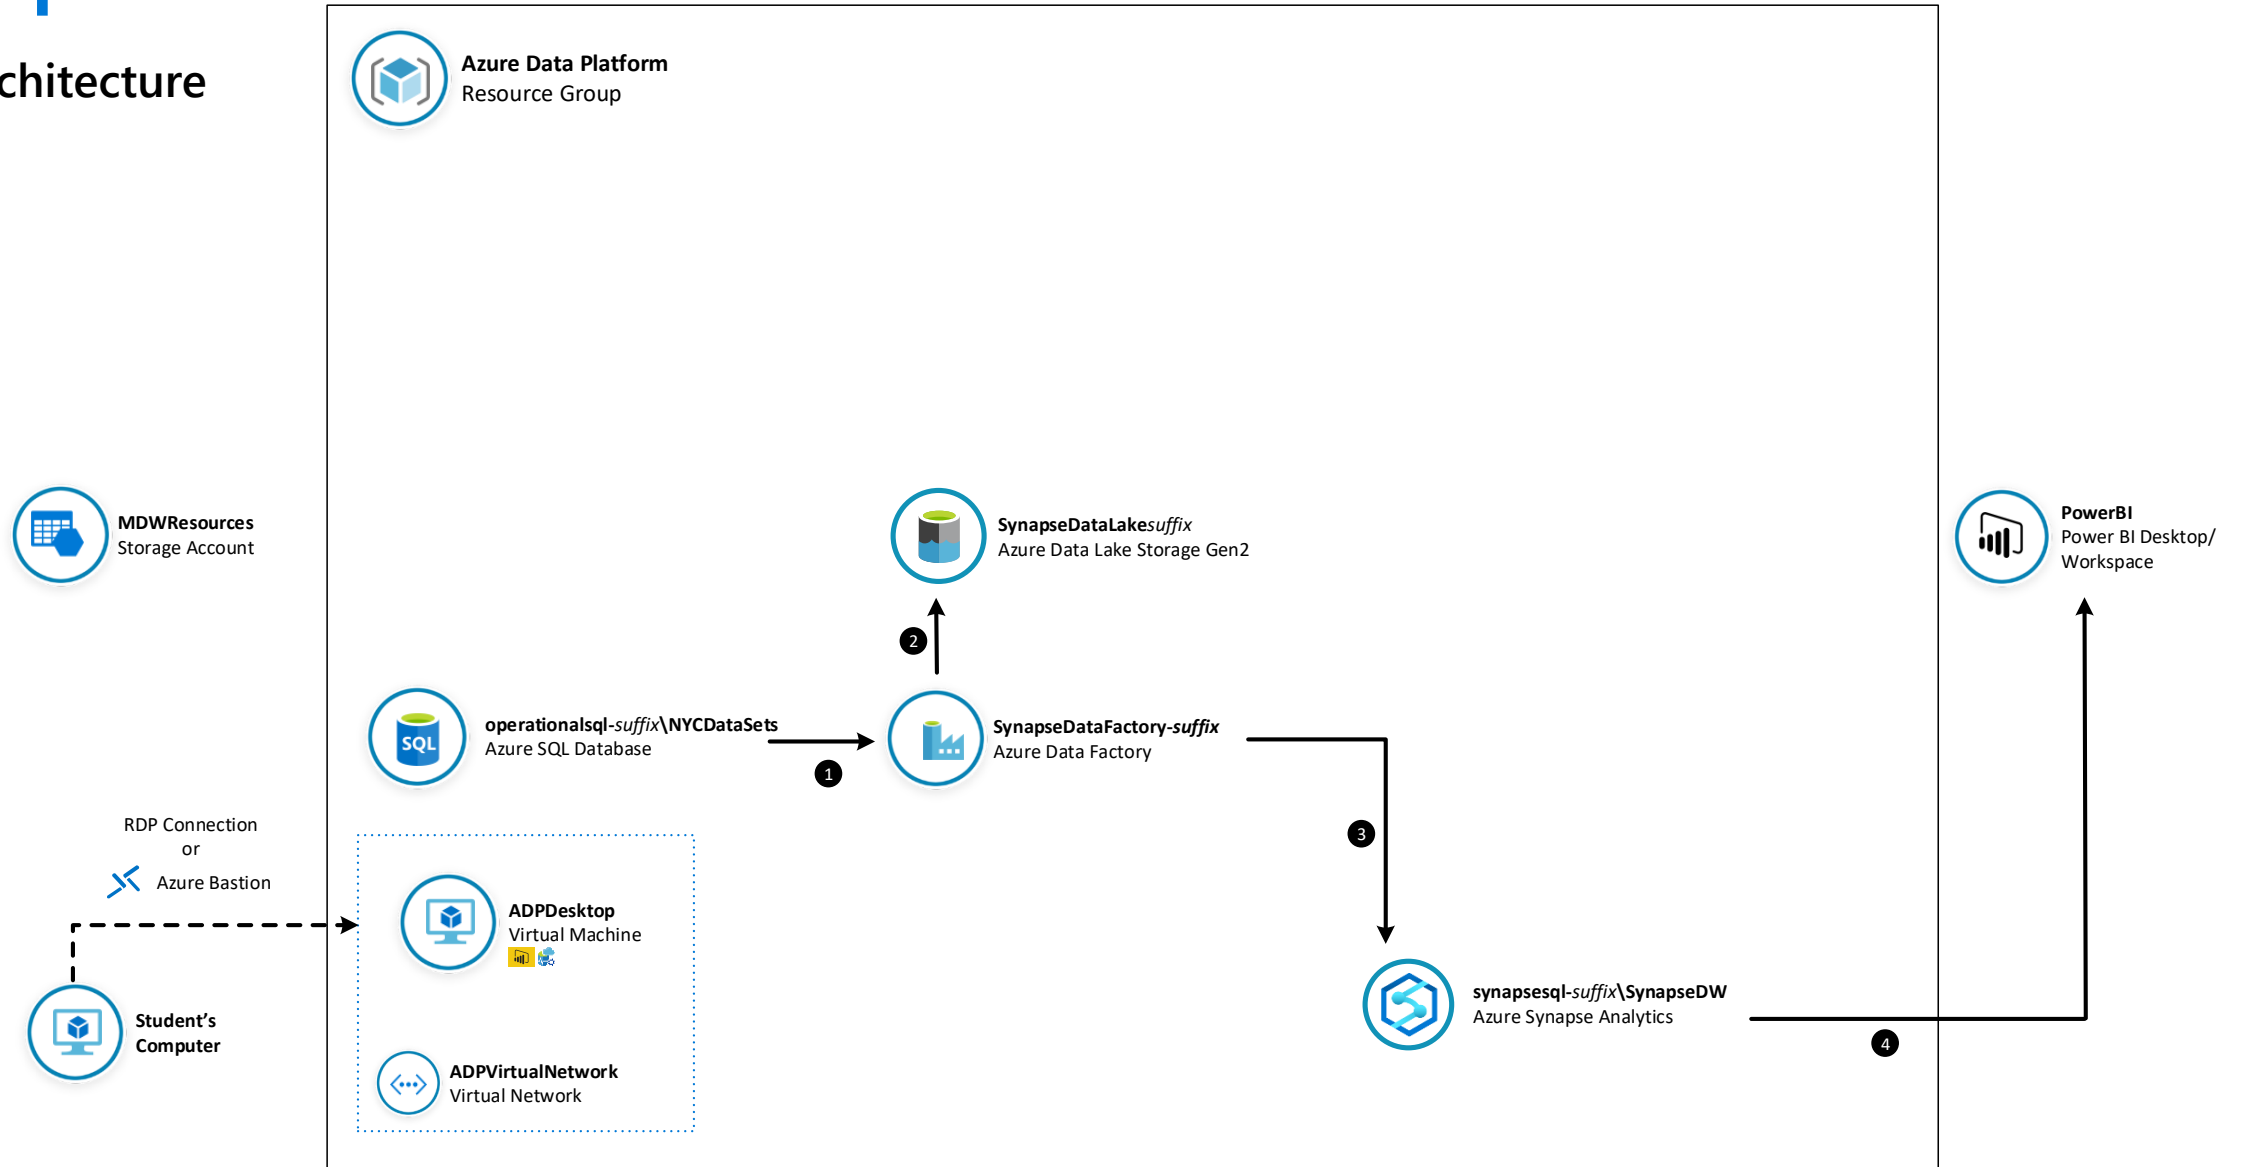 chitecture
Azure Data Platform
Resource Group
MDWResources
Storage Account
SynapseDataLakesuffix
Azure Data Lake Storage Gen2
PowerBI
Power BI Desktop/
Workspace
2
operationalsql-suffix\NYCDataSets
Azure SQL Database
SQL
1
SynapseDataFactory-suffix
Azure Data Factory
3
RDP Connection
or
Azure Bastion
ADPDesktop
Virtual Machine
Student's
Computer
ADPVirtualNetwork
Virtual Network
synapsesql-suffix\SynapseDW
Azure Synapse Analytics
4